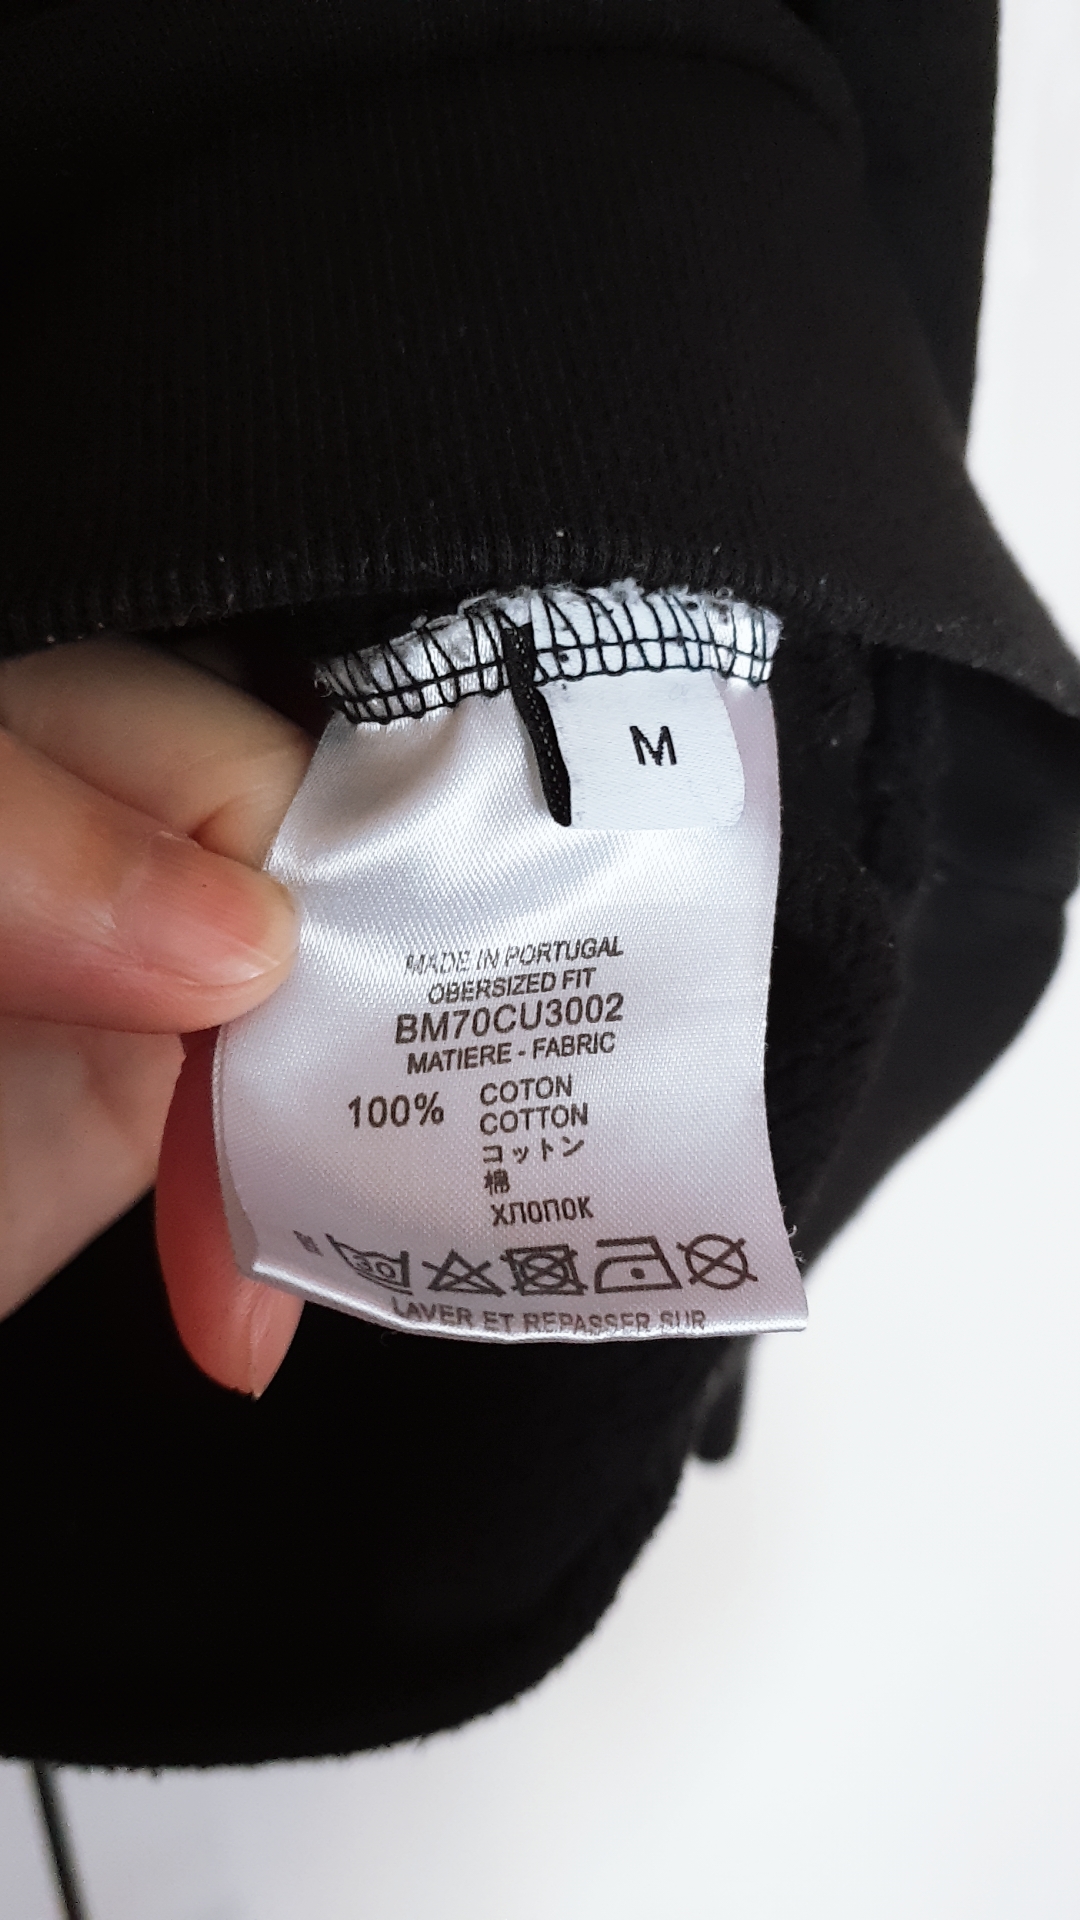 M
MADE IN PORTUGAL
OBERSIZED FIT
BM70CU3002
MATIERE - FABRIC
100% COTON
COTTON
コットン
棉
ХЛОПОК
30
LAVER ET REPASSER SUR